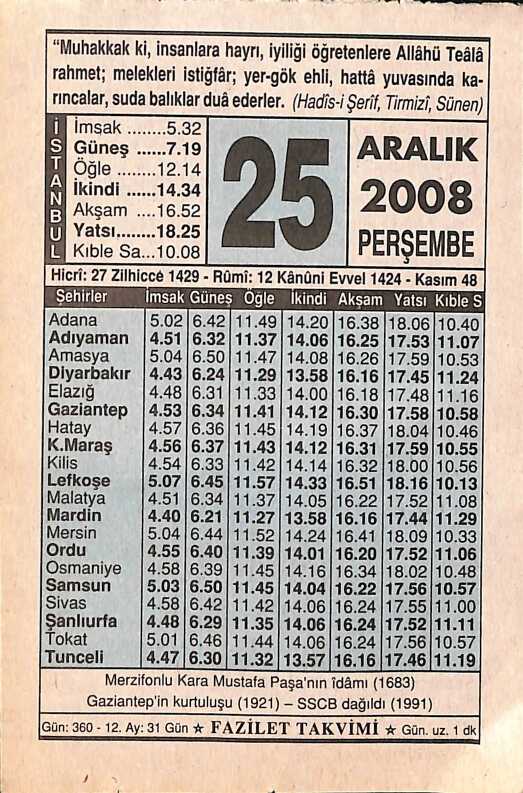 “Muhakkak ki, insanlara hayrı, iyiliği öğretenlere Allâhü Teâlâ
rahmet; melekleri istiğfâr; yer-gök ehli, hattâ yuvasında ka-
rıncalar, suda balıklar duâ ederler. (Hadîs-i Şerîf, Tirmizî, Sünen)
İSTANBUL
İmsak ........5.32
Güneş ......7.19
Öğle ........12.14
İkindi ......14.34
Akşam ....16.52
Yatsı........18.25
Kıble Sa...10.08
25
ARALIK
2008
PERŞEMBE
Hicrî: 27 Zilhicce 1429 - Rûmî: 12 Kânûni Evvel 1424 - Kasım 48
Şehirler İmsak Güneş Öğle İkindi Akşam Yatsı Kıble S
Adana 5.02 6.42 11.49 14.20 16.38 18.06 10.40
Adıyaman 4.51 6.32 11.37 14.06 16.25 17.53 11.07
Amasya 5.04 6.50 11.47 14.08 16.26 17.59 10.53
Diyarbakır 4.43 6.24 11.29 13.58 16.16 17.45 11.24
Elazığ 4.48 6.31 11.33 14.00 16.18 17.48 11.16
Gaziantep 4.53 6.34 11.41 14.12 16.30 17.58 10.58
Hatay 4.57 6.36 11.45 14.19 16.37 18.04 10.46
K.Maraş 4.56 6.37 11.43 14.12 16.31 17.59 10.55
Kilis 4.54 6.33 11.42 14.14 16.32 18.00 10.56
Lefkoşe 5.07 6.45 11.57 14.33 16.51 18.16 10.13
Malatya 4.51 6.34 11.37 14.05 16.22 17.52 11.08
Mardin 4.40 6.21 11.27 13.58 16.16 17.44 11.29
Mersin 5.04 6.44 11.52 14.24 16.41 18.09 10.33
Ordu 4.55 6.40 11.39 14.01 16.20 17.52 11.06
Osmaniye 4.58 6.39 11.45 14.16 16.34 18.02 10.48
Samsun 5.03 6.50 11.45 14.04 16.22 17.56 10.57
Sivas 4.58 6.42 11.42 14.06 16.24 17.55 11.00
Şanlıurfa 4.48 6.29 11.35 14.06 16.24 17.52 11.11
Tokat 5.01 6.46 11.44 14.06 16.24 17.56 10.57
Tunceli 4.47 6.30 11.32 13.57 16.16 17.46 11.19
Merzifonlu Kara Mustafa Paşa'nın îdâmı (1683)
Gaziantep'in kurtuluşu (1921) – SSCB dağıldı (1991)
Gün: 360 - 12. Ay: 31 Gün ★ FAZİLET TAKVİMİ ★ Gün. uz. 1 dk